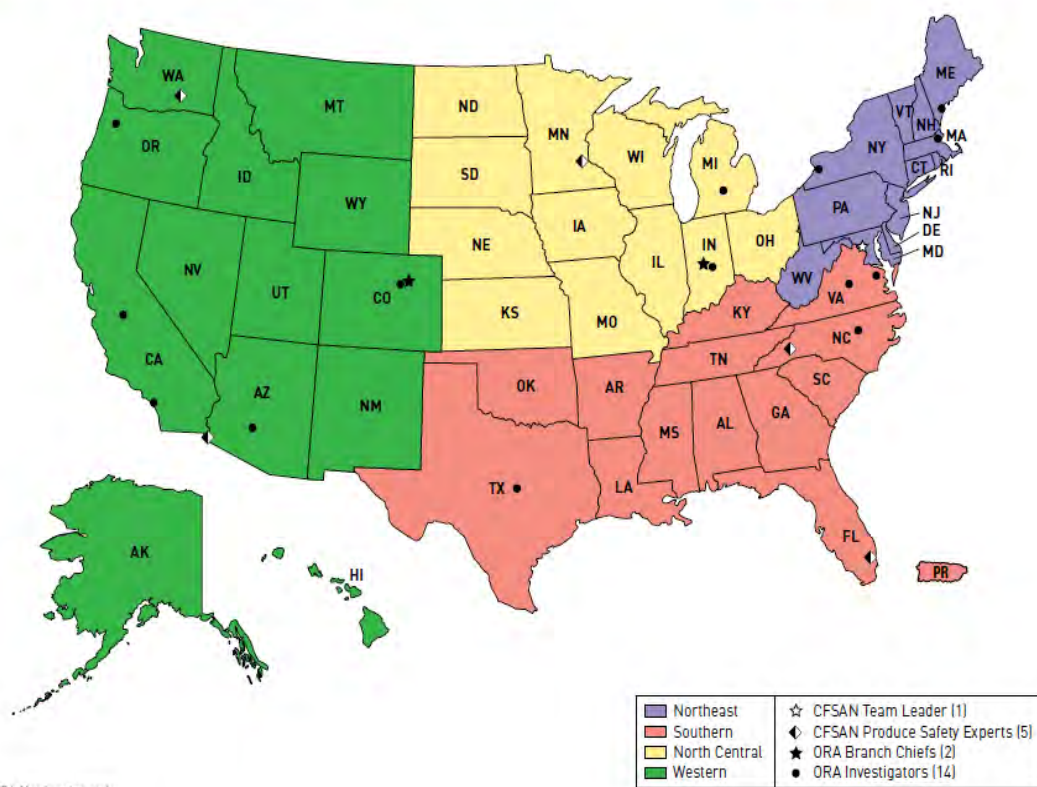 WA
MT
ND
ME
MN
VT
NH
OR
MA
NY
WI
ID
SD
MI
CT
RI
WY
PA
NJ
IA
NE
DE
OH
IN
MD
NV
IL
UT
WV
CO
VA
KS
MO
KY
CA
NC
TN
OK
AR
AZ
NM
SC
MS
AL
GA
TX
LA
FL
AK
HI
PR
Northeast
Southern
North Central
Western
CFSAN Team Leader (1)
CFSAN Produce Safety Experts (5)
ORA Branch Chiefs (2)
ORA Investigators (14)